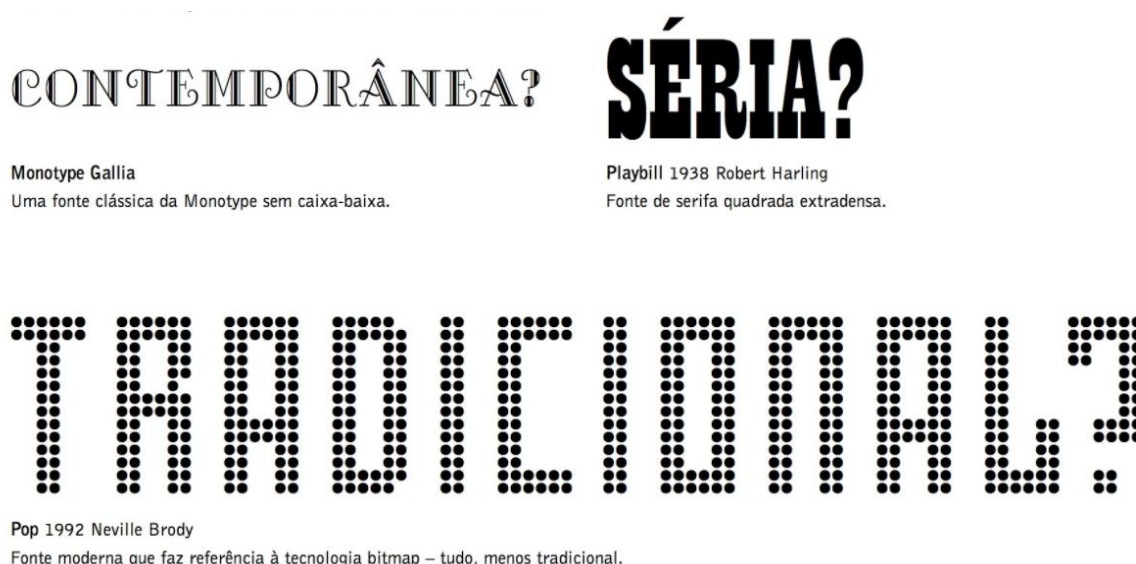 CONTEMPORÂNEA?
Monotype Gallia
Uma fonte clássica da Monotype sem caixa-baixa.
SÉRIA?
Playbill 1938 Robert Harling
Fonte de serifa quadrada extradensa.
TRADICIONAL?
Pop 1992 Neville Brody
Fonte moderna que faz referência à tecnologia bitmap – tudo, menos tradicional.